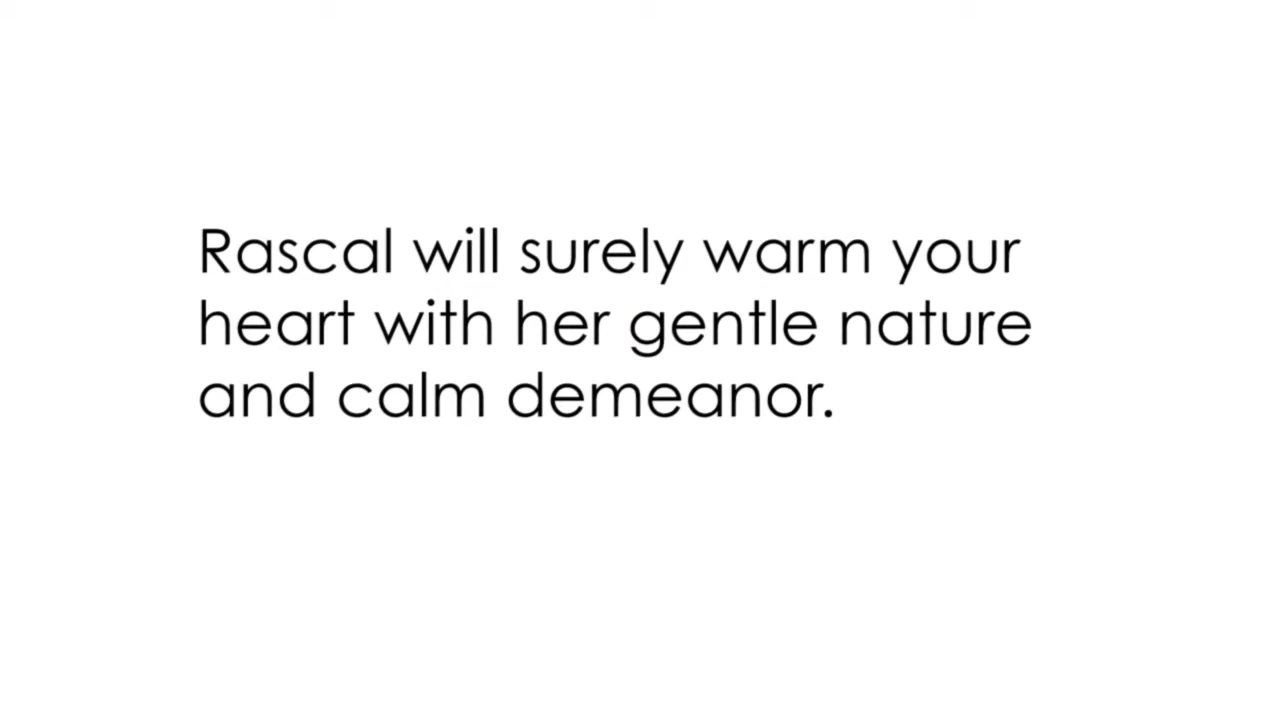 Rascal will surely warm your
heart with her gentle nature
and calm demeanor.